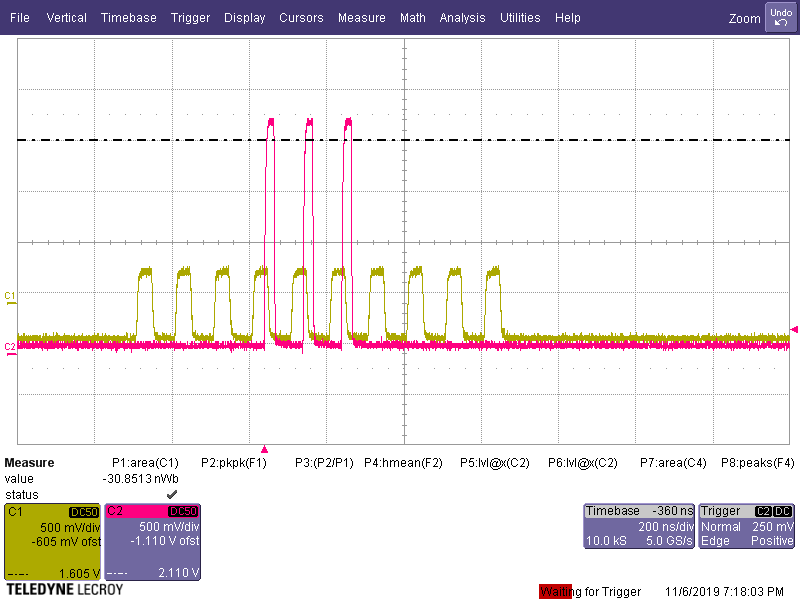 File Vertical Timebase Trigger Display Cursors Measure Math Analysis Utilities Help Zoom Undo
C1
C2
Measure P1:area(C1) P2:pkpk(F1) P3:(P2/P1) P4:hmean(F2) P5:lvl@x(C2) P6:lvl@x(C2) P7:area(C4) P8:peaks(F4)
value -30.8513 nWb
status
C1 DC50 C2 DC50 Timebase -360 ns Trigger C2 DC
500 mV/div 500 mV/div 200 ns/div Normal 250 mV
-605 mV ofst -1.110 V ofst 10.0 kS 5.0 GS/s Edge Positive
1.605 V 2.110 V
TELEDYNE LECROY Waiting for Trigger 11/6/2019 7:18:03 PM